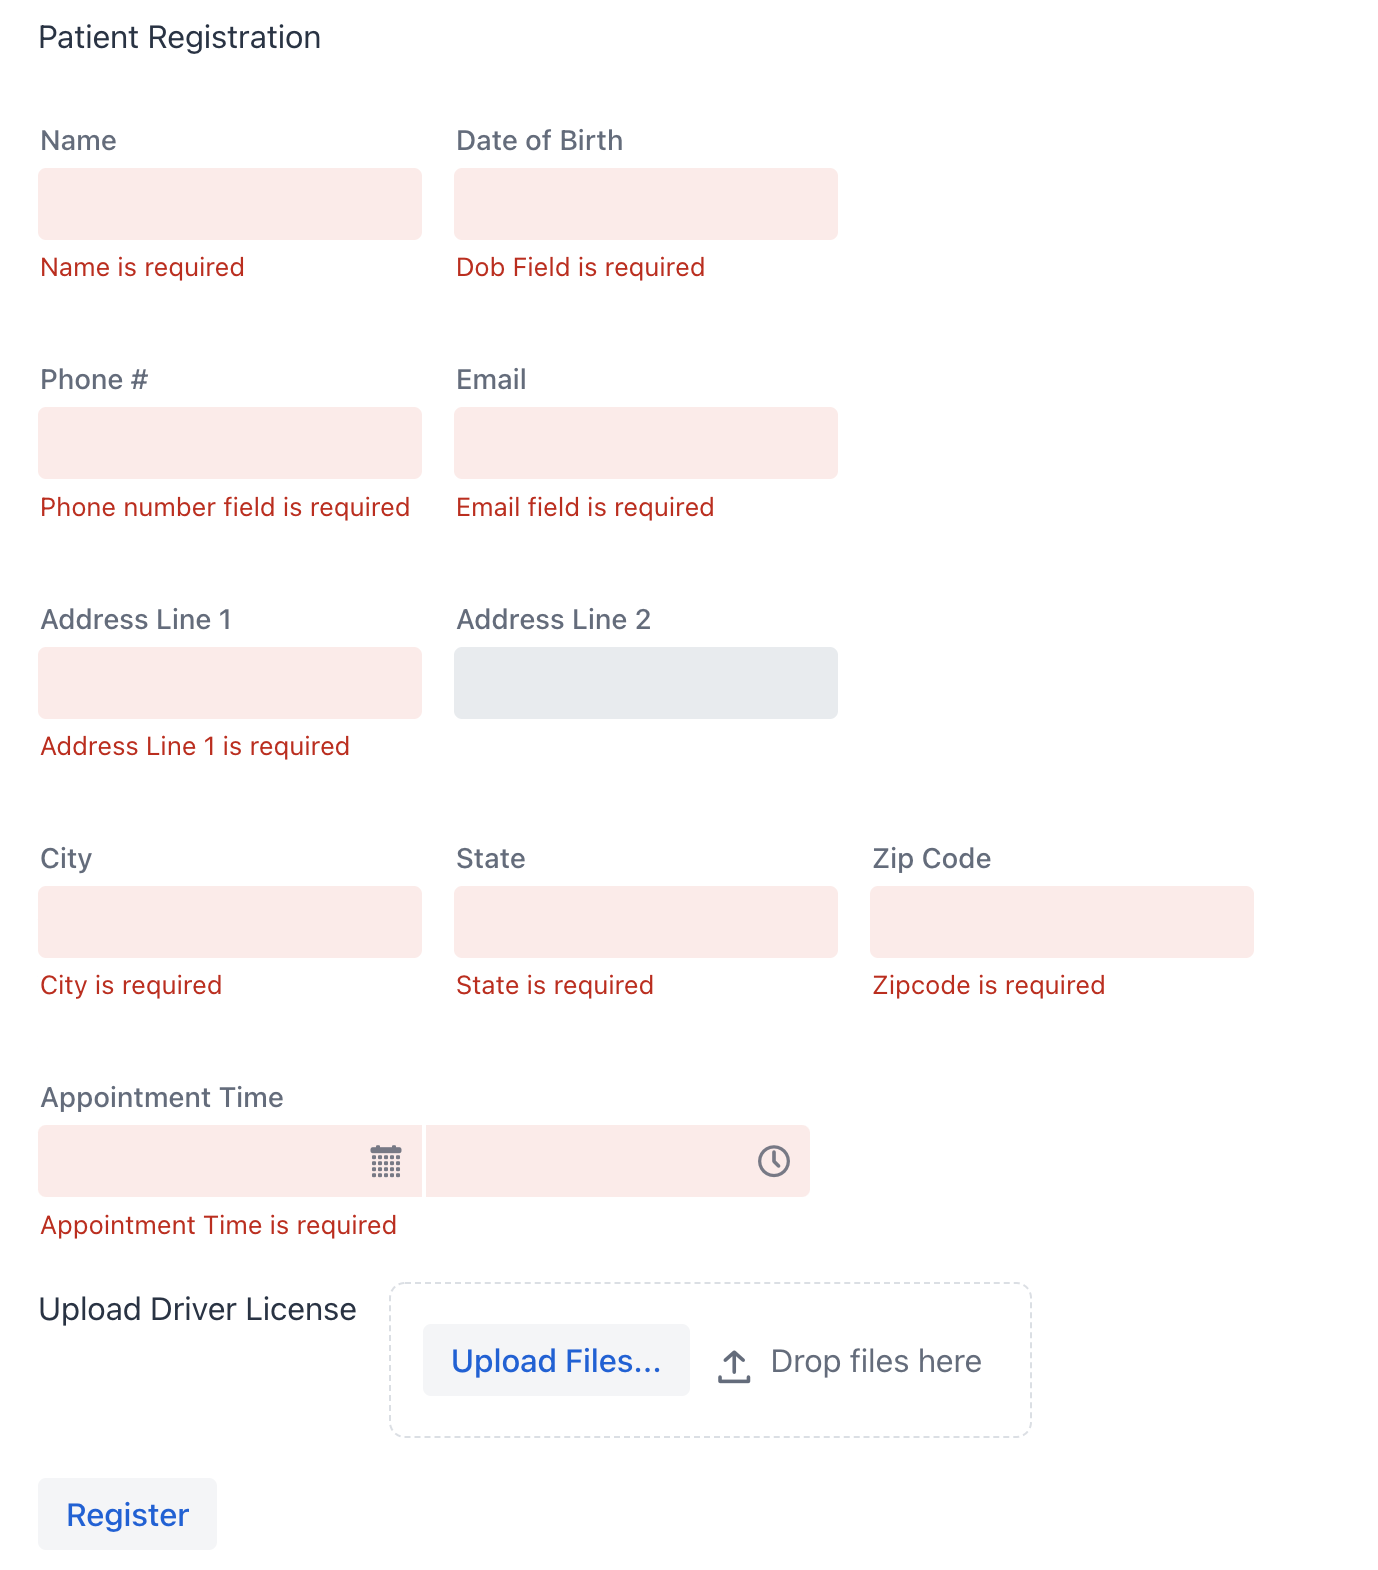 Patient Registration
Name Date of Birth
Name is required Dob Field is required
Phone # Email
Phone number field is required Email field is required
Address Line 1 Address Line 2
Address Line 1 is required
City State Zip Code
City is required State is required Zipcode is required
Appointment Time
Appointment Time is required
Upload Driver License
Upload Files... Drop files here
Register